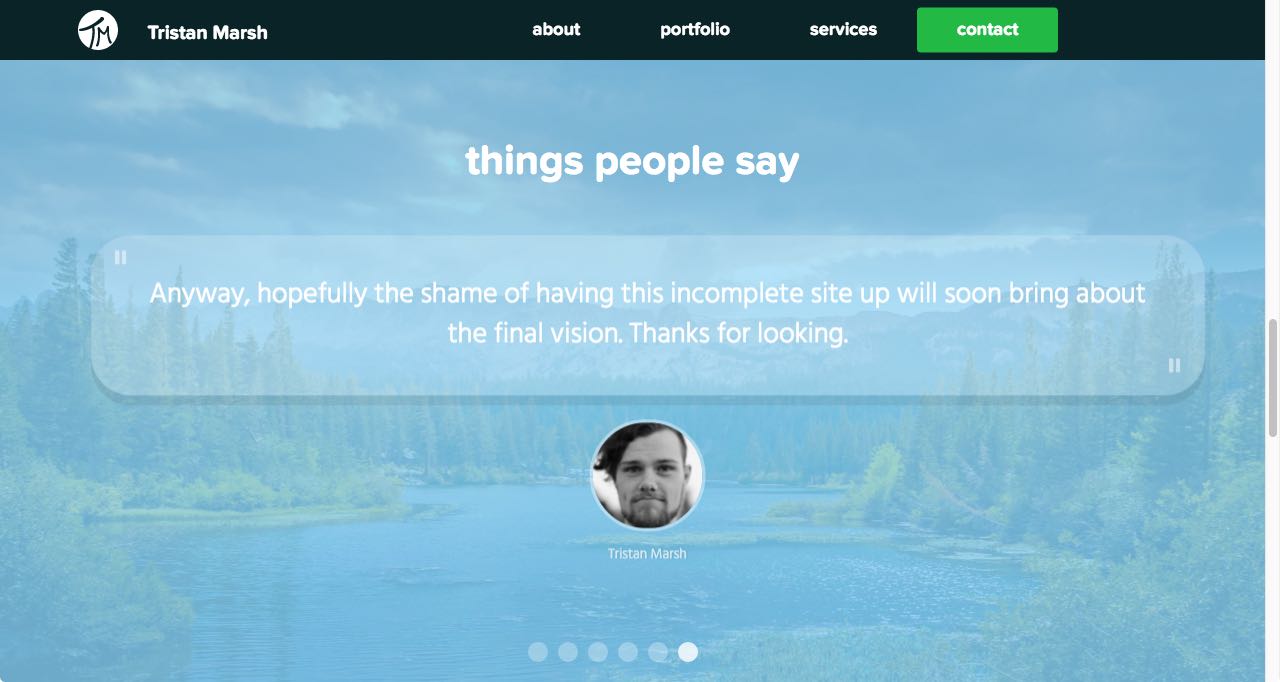 TM
Tristan Marsh
about
portfolio
services
contact
things people say
"
Anyway, hopefully the shame of having this incomplete site up will soon bring about
the final vision. Thanks for looking.
"
Tristan Marsh